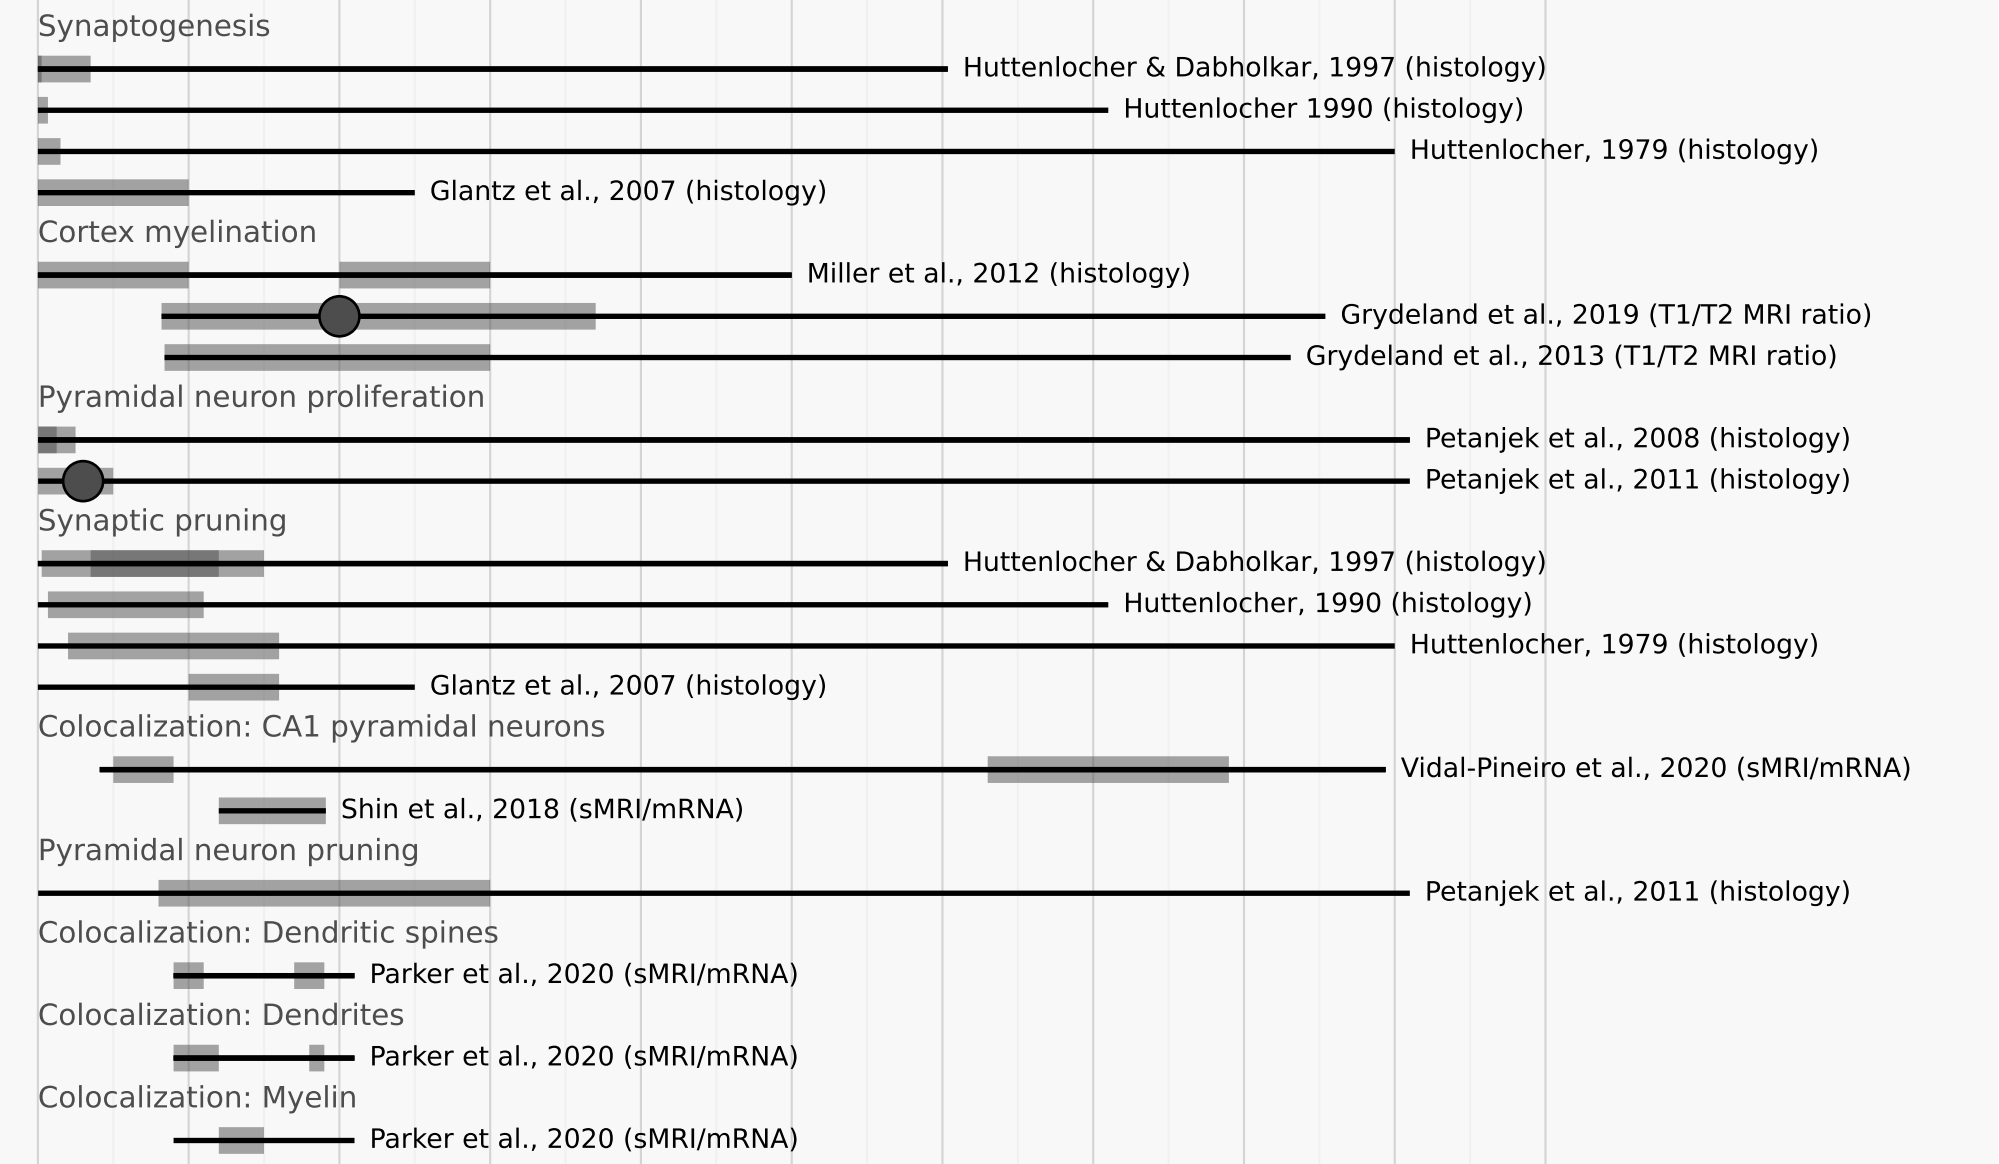 Synaptogenesis
Huttenlocher & Dabholkar, 1997 (histology)
Huttenlocher 1990 (histology)
Huttenlocher, 1979 (histology)
Glantz et al., 2007 (histology)
Cortex myelination
Miller et al., 2012 (histology)
Grydeland et al., 2019 (T1/T2 MRI ratio)
Grydeland et al., 2013 (T1/T2 MRI ratio)
Pyramidal neuron proliferation
Petanjek et al., 2008 (histology)
Petanjek et al., 2011 (histology)
Synaptic pruning
Huttenlocher & Dabholkar, 1997 (histology)
Huttenlocher, 1990 (histology)
Huttenlocher, 1979 (histology)
Glantz et al., 2007 (histology)
Colocalization: CA1 pyramidal neurons
Vidal-Pineiro et al., 2020 (sMRI/mRNA)
Shin et al., 2018 (sMRI/mRNA)
Pyramidal neuron pruning
Petanjek et al., 2011 (histology)
Colocalization: Dendritic spines
Parker et al., 2020 (sMRI/mRNA)
Colocalization: Dendrites
Parker et al., 2020 (sMRI/mRNA)
Colocalization: Myelin
Parker et al., 2020 (sMRI/mRNA)